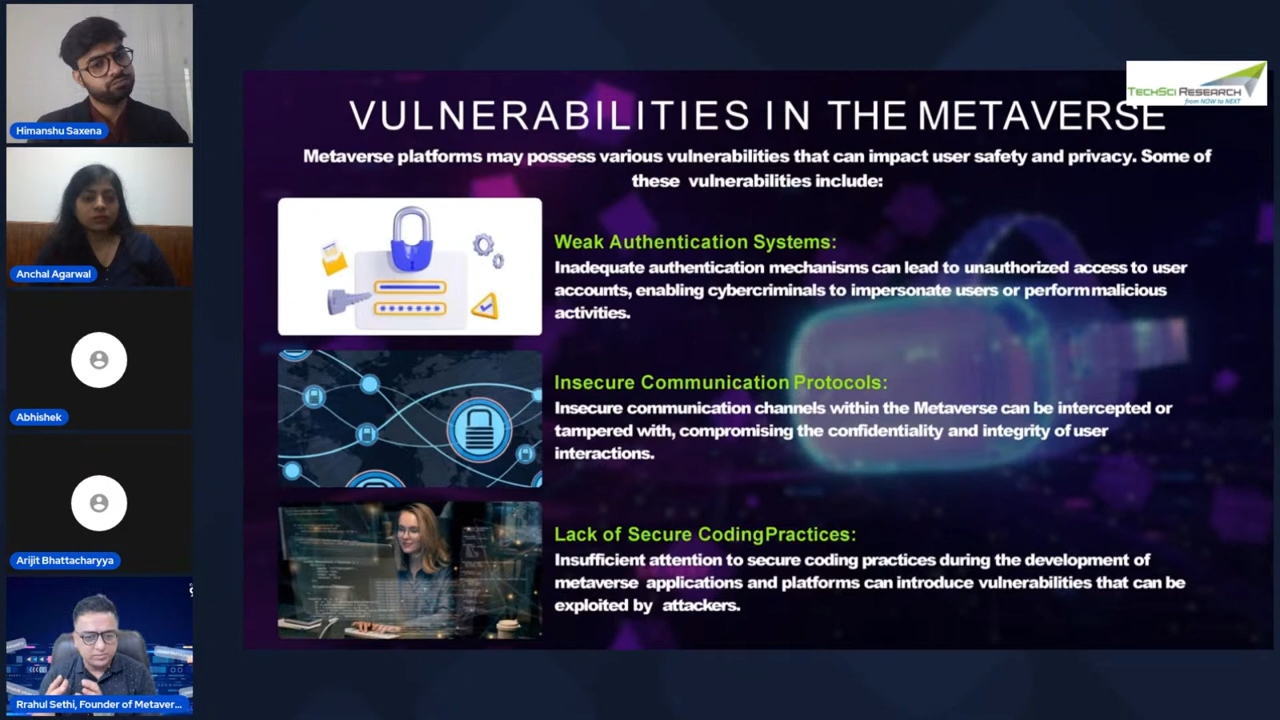 Himanshu Saxena
Anchal Agarwal
Abhishek
Arijit Bhattacharyya
Rrahul Sethi, Founder of Metaver...
TECHSCI RESEARCH
from NOW to NEXT
VULNERABILITIES IN THE METAVERSE
Metaverse platforms may possess various vulnerabilities that can impact user safety and privacy. Some of
these vulnerabilities include:
Weak Authentication Systems:
Inadequate authentication mechanisms can lead to unauthorized access to user
accounts, enabling cybercriminals to impersonate users or perform malicious
activities.
Insecure Communication Protocols:
Insecure communication channels within the Metaverse can be intercepted or
tampered with, compromising the confidentiality and integrity of user
interactions.
Lack of Secure CodingPractices:
Insufficient attention to secure coding practices during the development of
metaverse applications and platforms can introduce vulnerabilities that can be
exploited by attackers.